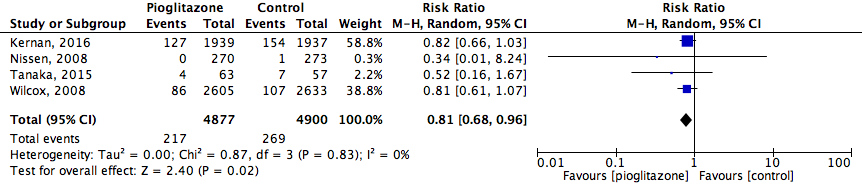 Pioglitazone Control Risk Ratio Risk Ratio
Study or Subgroup Events Total Events Total Weight M-H, Random, 95% CI M-H, Random, 95% CI
Kernan, 2016 127 1939 154 1937 58.8% 0.82 [0.66, 1.03]
Nissen, 2008 0 270 1 273 0.3% 0.34 [0.01, 8.24]
Tanaka, 2015 4 63 7 57 2.2% 0.52 [0.16, 1.67]
Wilcox, 2008 86 2605 107 2633 38.8% 0.81 [0.61, 1.07]
Total (95% CI) 4877 4900 100.0% 0.81 [0.68, 0.96]
Total events 217 269
Heterogeneity: Tau² = 0.00; Chi² = 0.87, df = 3 (P = 0.83); I² = 0%
Test for overall effect: Z = 2.40 (P = 0.02)
0.01 0.1 1 10 100
Favours [pioglitazone] Favours [control]